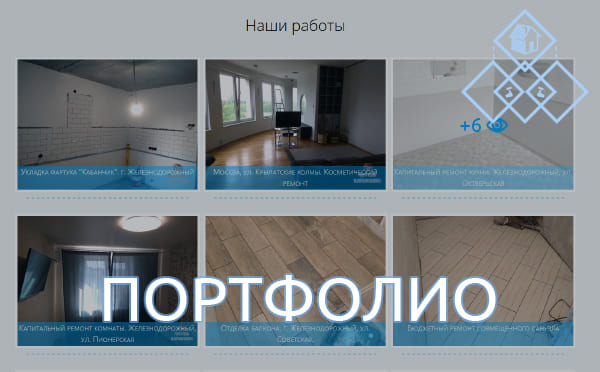 Наши работы
+6
Укладка фартука "Кабанчик". г. Железнодорожный
Москва, ул. Крылатские холмы. Косметический
ремонт
Капитальный ремонт кухни. Железнодорожный, ул.
Октябрьская
ПОРТФОЛИО
Капитальный ремонт комнаты. Железнодорожный,
ул. Пионерская
Отделка балкона. г. Железнодорожный, ул.
Советская.
Бюджетный ремонт совмещенного санузла